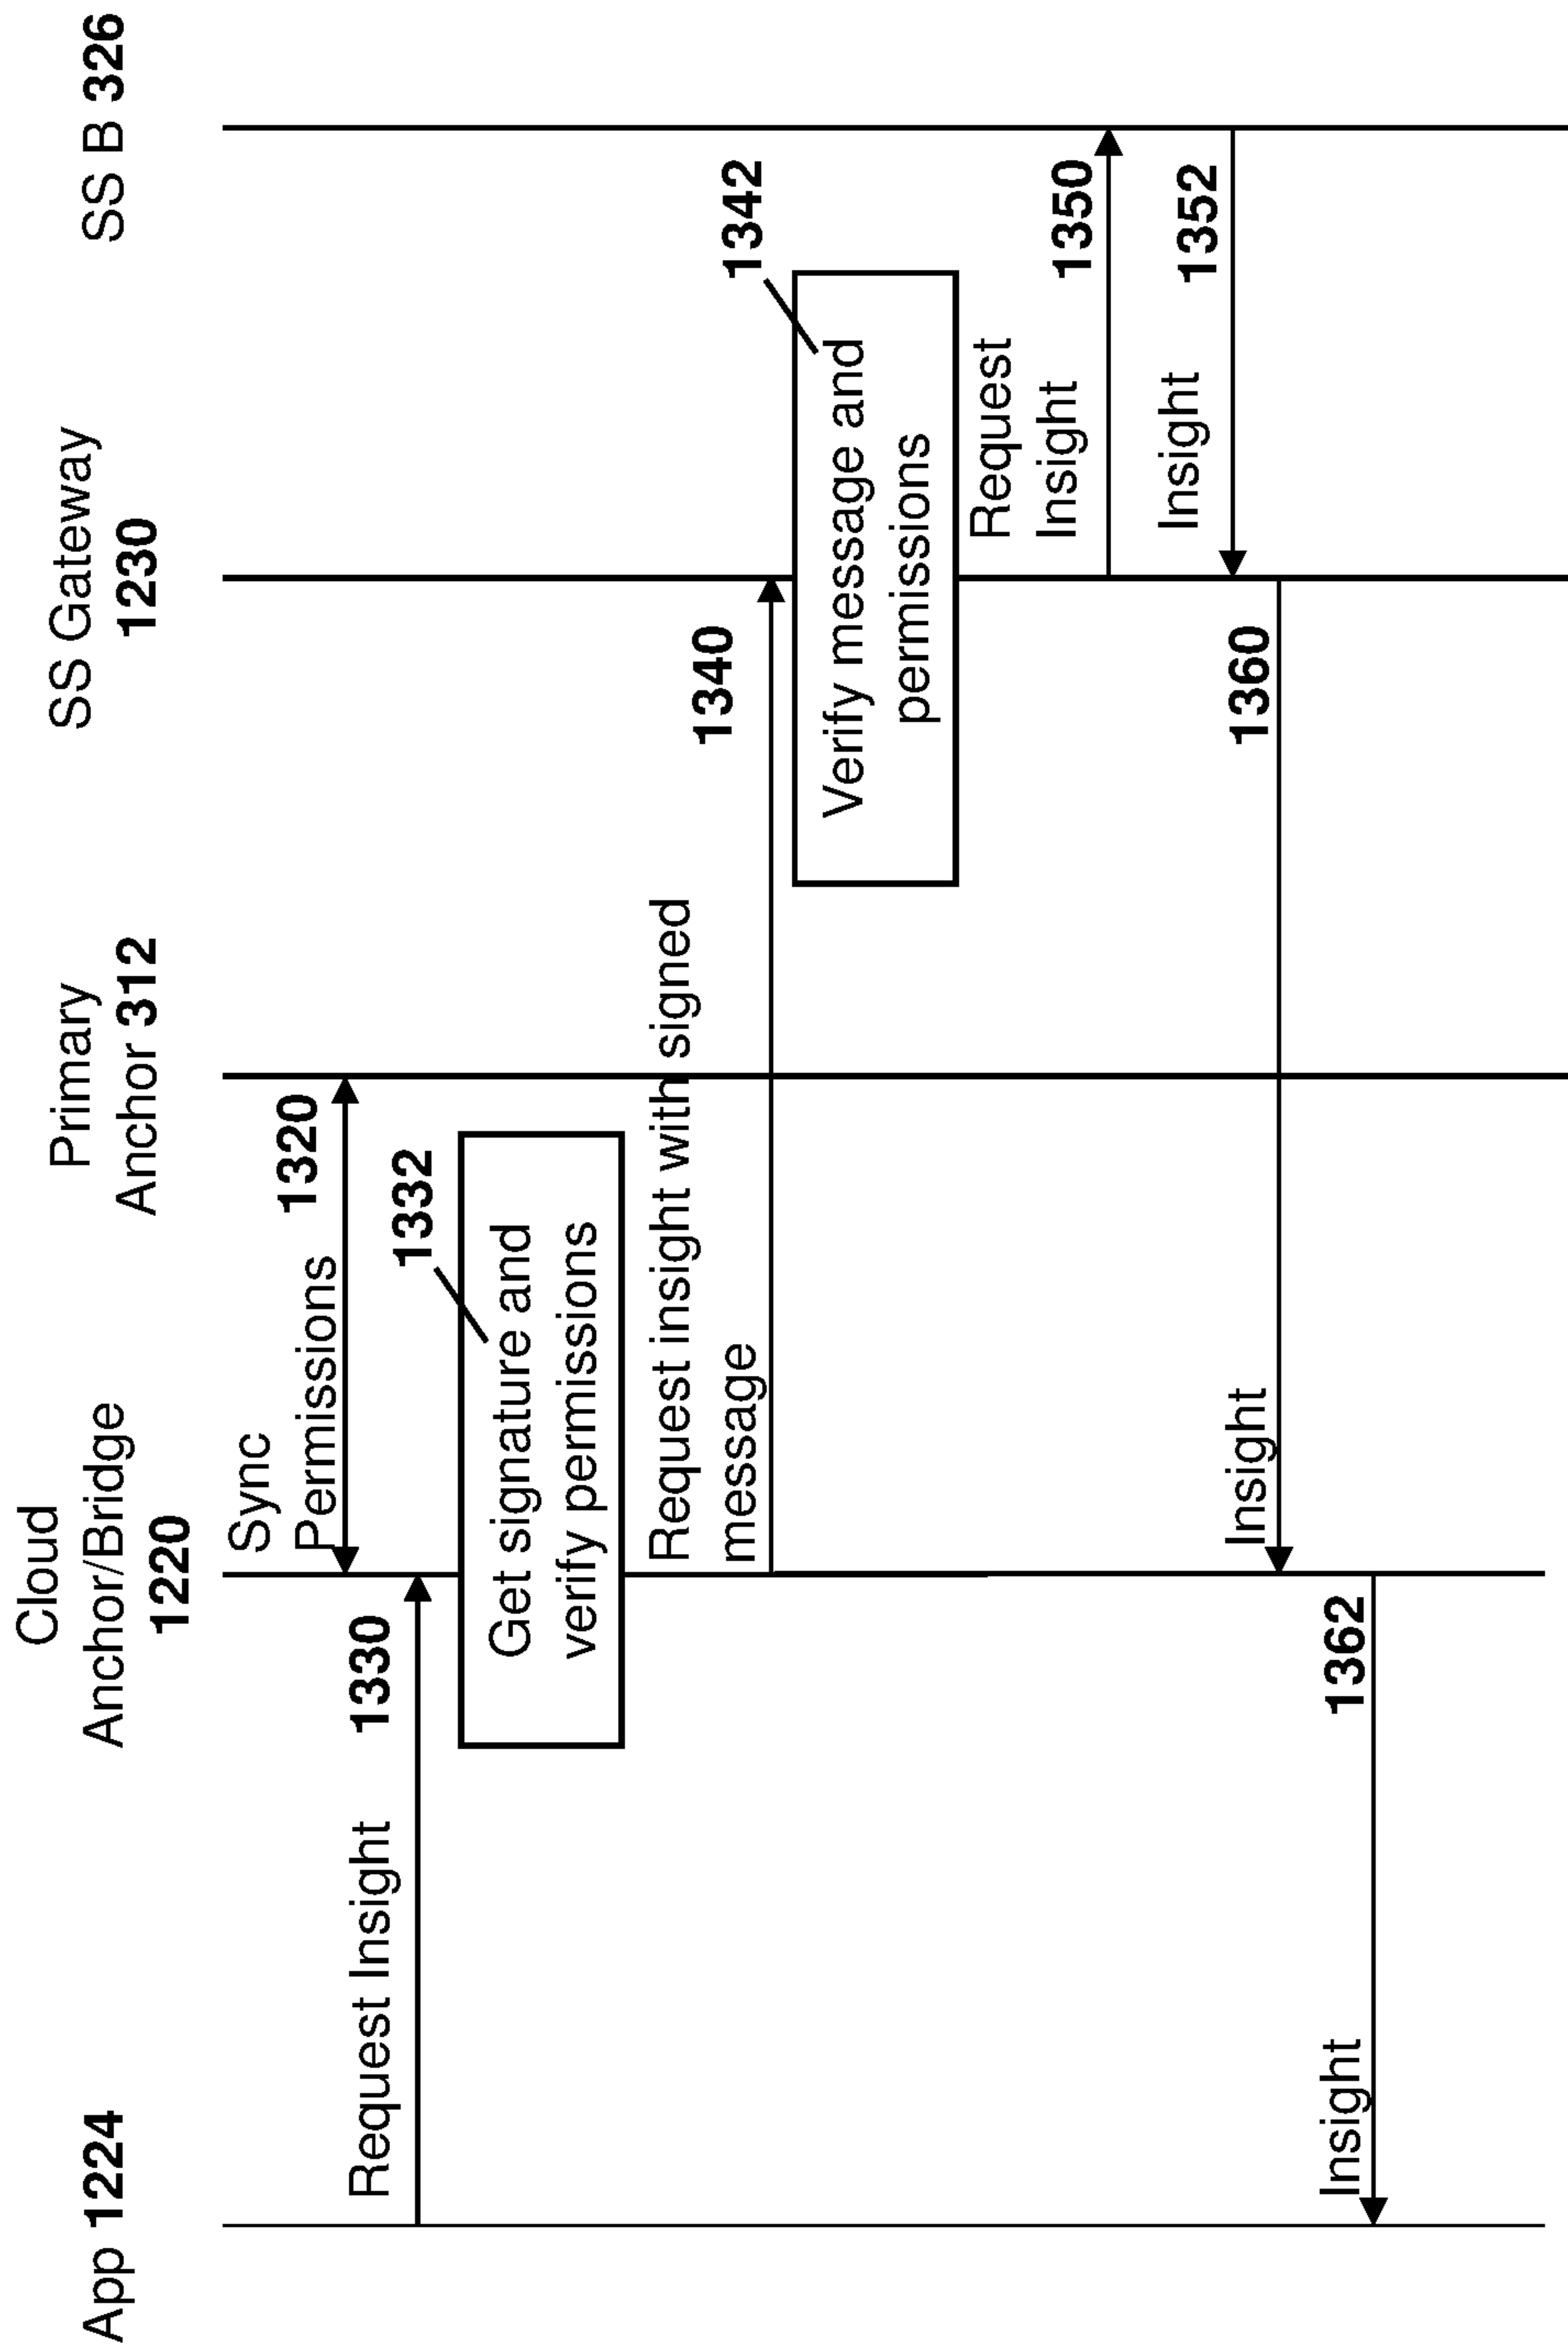 App 1224
Cloud
Anchor/Bridge
1220
Primary
Anchor 312
SS Gateway
1230
SS B 326
Sync
Permissions
1320
Request Insight
1330
1332
Get signature and
verify permissions
Request insight with signed
message
1340
1342
Verify message and
permissions
Request
Insight
1350
Insight
1352
Insight
1360
Insight
1362